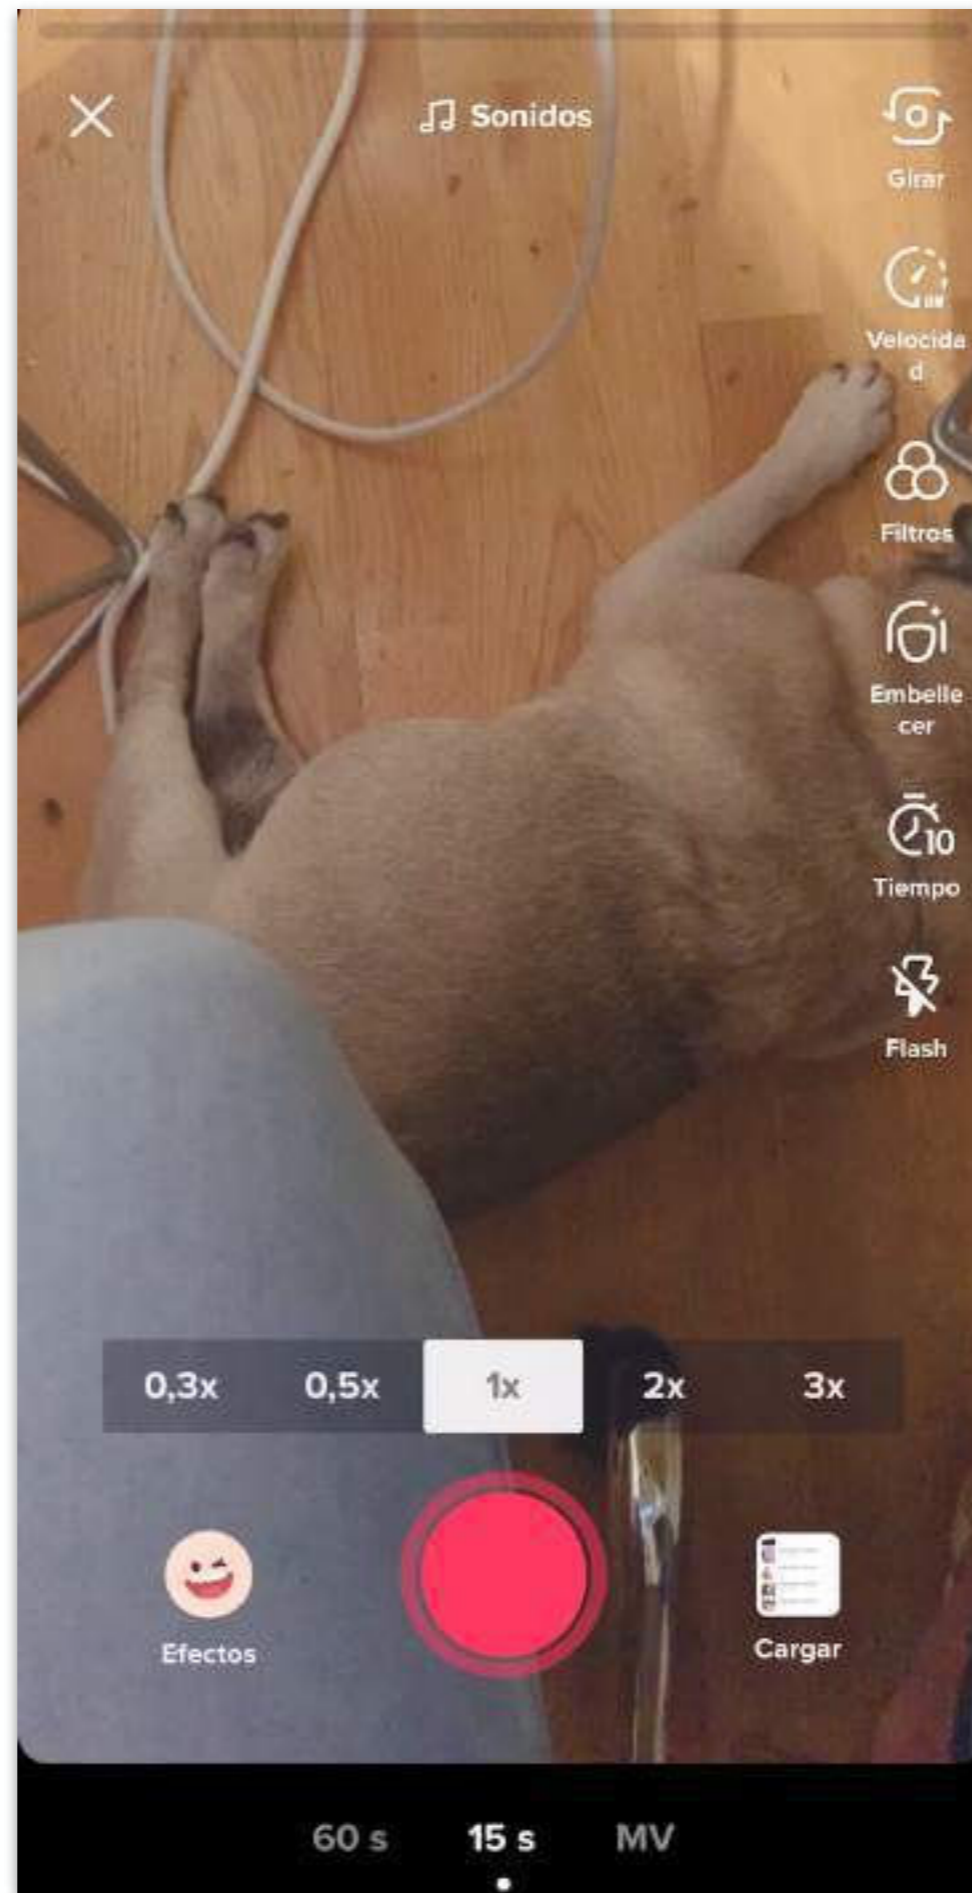 Sonidos
Girar
Velocida
d
Filtros
Embelle
cer
10
Tiempo
Flash
0,3x 0,5x 1x 2x 3x
Efectos
Cargar
60 s 15 s MV